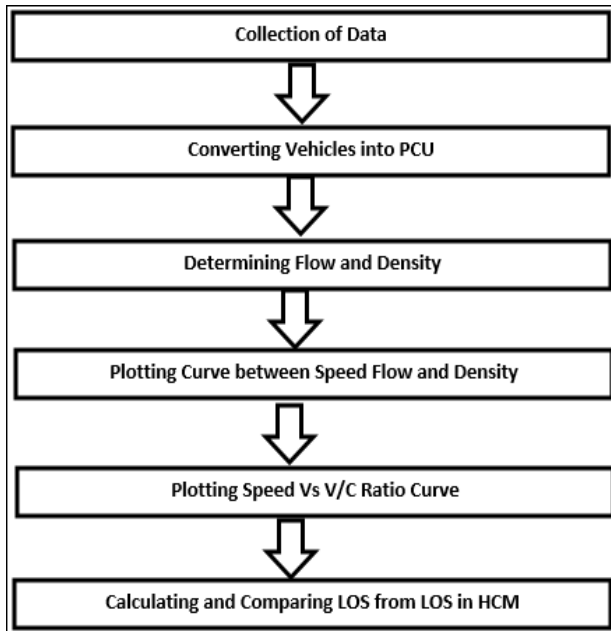 Collection of Data
Converting Vehicles into PCU
Determining Flow and Density
Plotting Curve between Speed Flow and Density
Plotting Speed Vs V/C Ratio Curve
Calculating and Comparing LOS from LOS in HCM